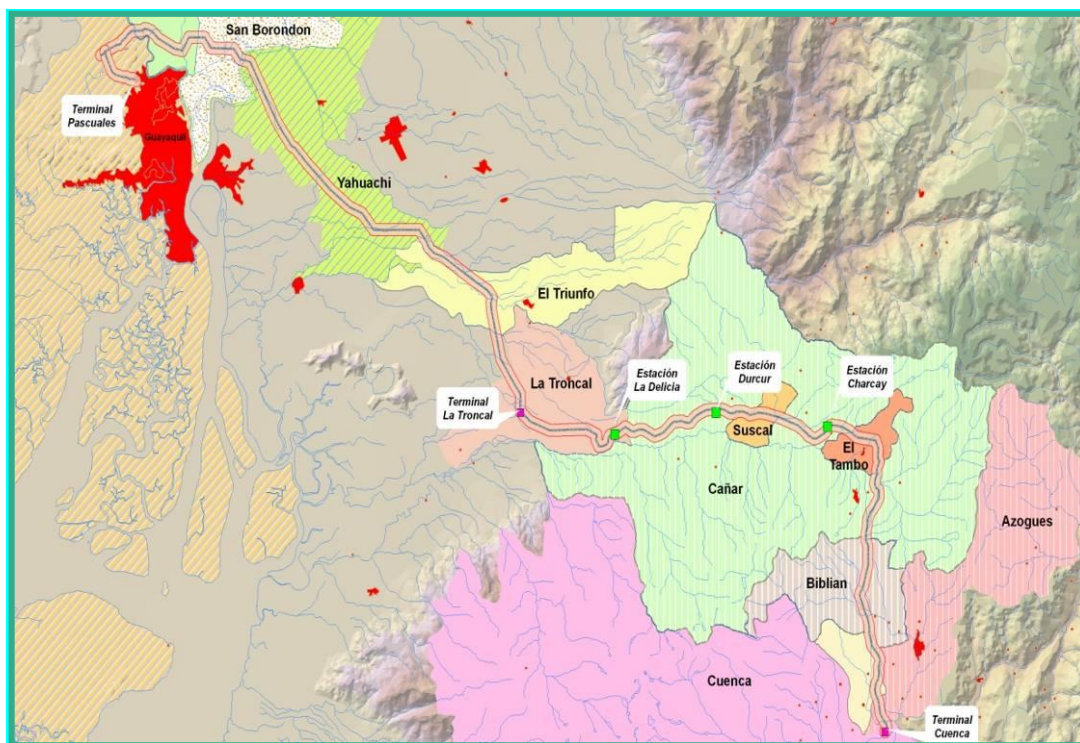 San Borondon
Terminal
Pascuales
Guayaquil
Yahuachi
El Triunfo
La Troncal
Terminal
La Troncal
Estación
La Delicia
Estación
Durcur
Estación
Charcay
Suscal
El
Tambo
Cañar
Azogues
Biblian
Cuenca
Terminal
Cuenca